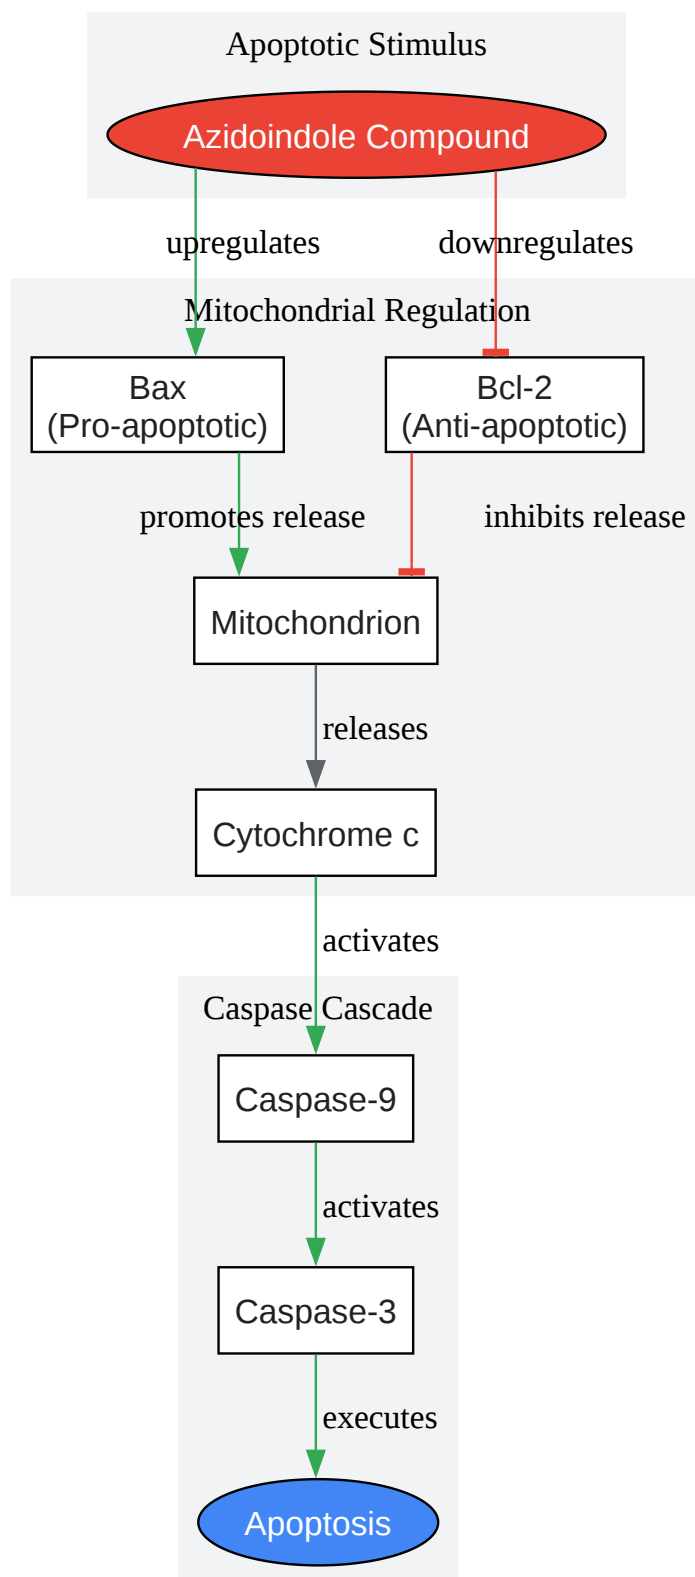 Apoptotic Stimulus
Azidoindole Compound
upregulates
downregulates
Mitochondrial Regulation
Bax
(Pro-apoptotic)
Bcl-2
(Anti-apoptotic)
promotes release
inhibits release
Mitochondrion
releases
Cytochrome c
activates
Caspase Cascade
Caspase-9
activates
Caspase-3
executes
Apoptosis